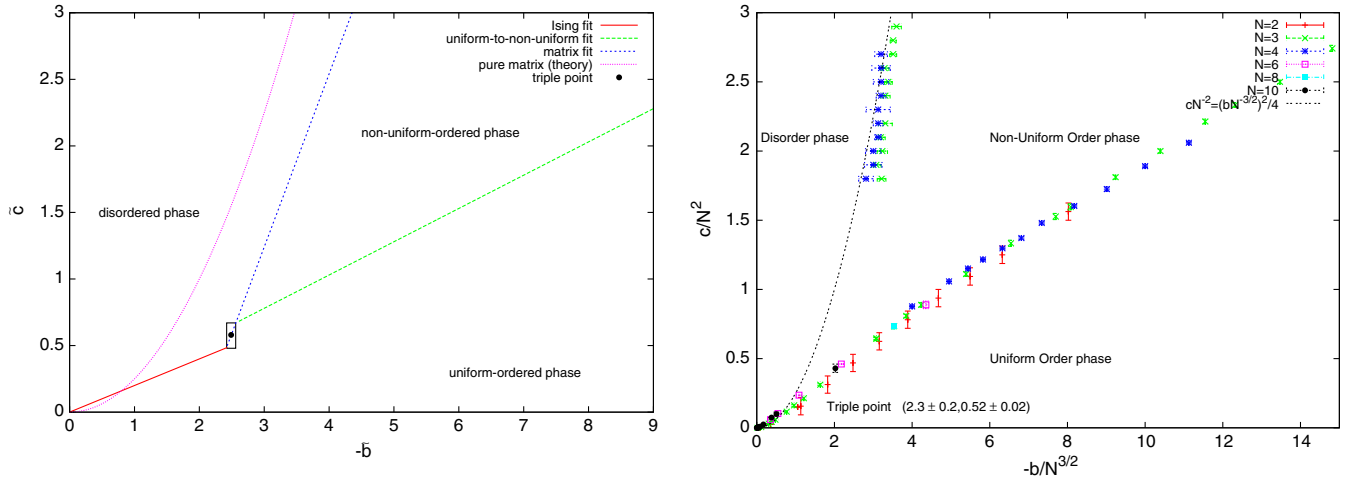 3
2.5
2
1.5
1
0.5
0
c̃
0 1 2 3 4 5 6 7 8 9
-b̃
Ising fit
uniform-to-non-uniform fit
matrix fit
pure matrix (theory)
triple point
non-uniform-ordered phase
disordered phase
uniform-ordered phase
3
2.5
2
1.5
1
0.5
0
c/N²
0 2 4 6 8 10 12 14
-b/N^{3/2}
N=2
N=3
N=4
N=6
N=8
N=10
cN⁻²=(bN^{-3/2})²/4
Disorder phase
Non-Uniform Order phase
Uniform Order phase
Triple point (2.3 ± 0.2,0.52 ± 0.02)